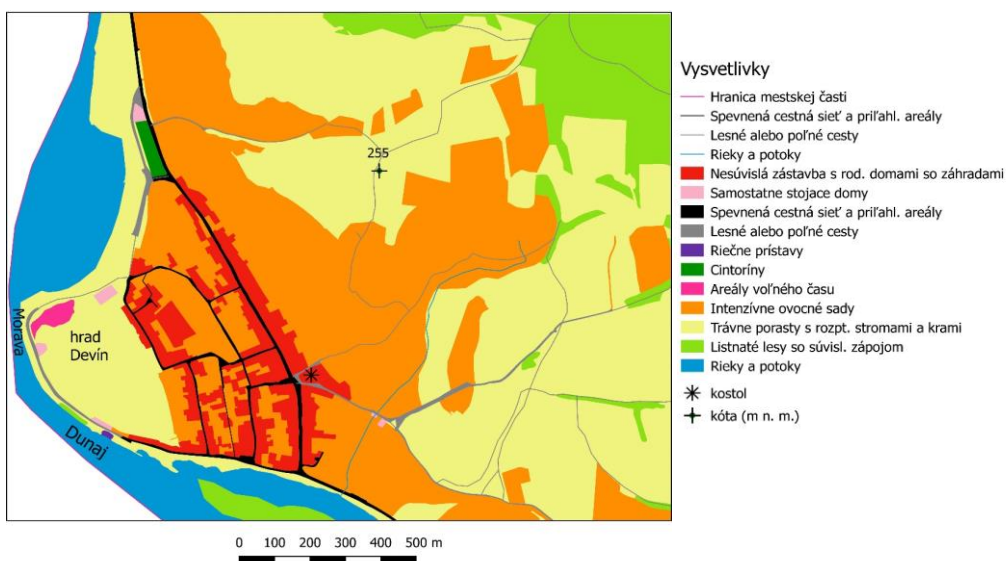 255
hrad
Devín
Morava
Dunaj
0 100 200 300 400 500 m
Vysvetlivky
Hranica mestskej časti
Spevnená cestná sieť a priľahl. areály
Lesné alebo poľné cesty
Rieky a potoky
Nesúvislá zástavba s rod. domami so záhradami
Samostatne stojace domy
Spevnená cestná sieť a priľahl. areály
Lesné alebo poľné cesty
Riečne prístavy
Cintoríny
Areály voľného času
Intenzívne ovocné sady
Trávne porasty s rozpt. stromami a krami
Listnaté lesy so súvisl. zápojom
Rieky a potoky
kostol
kóta (m n. m.)